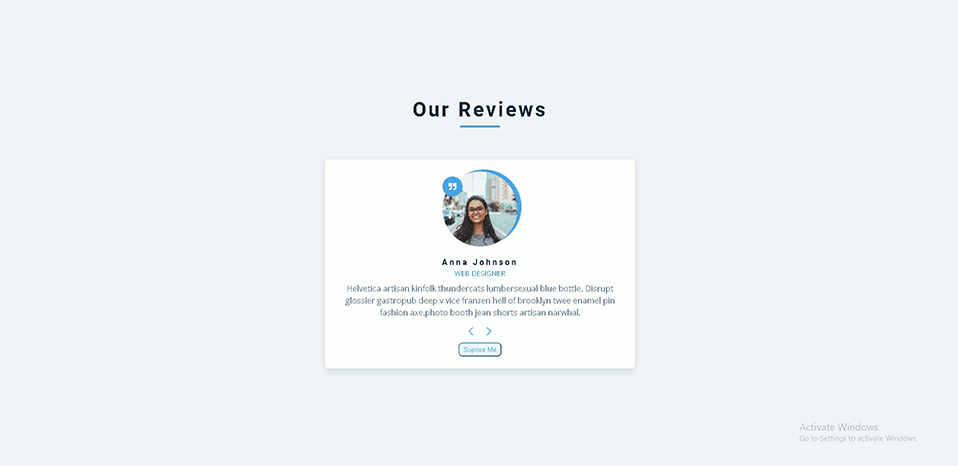 Our Reviews
Anna Johnson
WEB DESIGNER
Helvetica artisan kinfolk thundercats lumbersexual blue bottle. Disrupt
glossier gastropub deep v vice franzen hell of brooklyn twee enamel pin
fashion axe.photo booth jean shorts artisan narwhal.
Suprise Me
Activate Windows
Go to Settings to activate Windows.